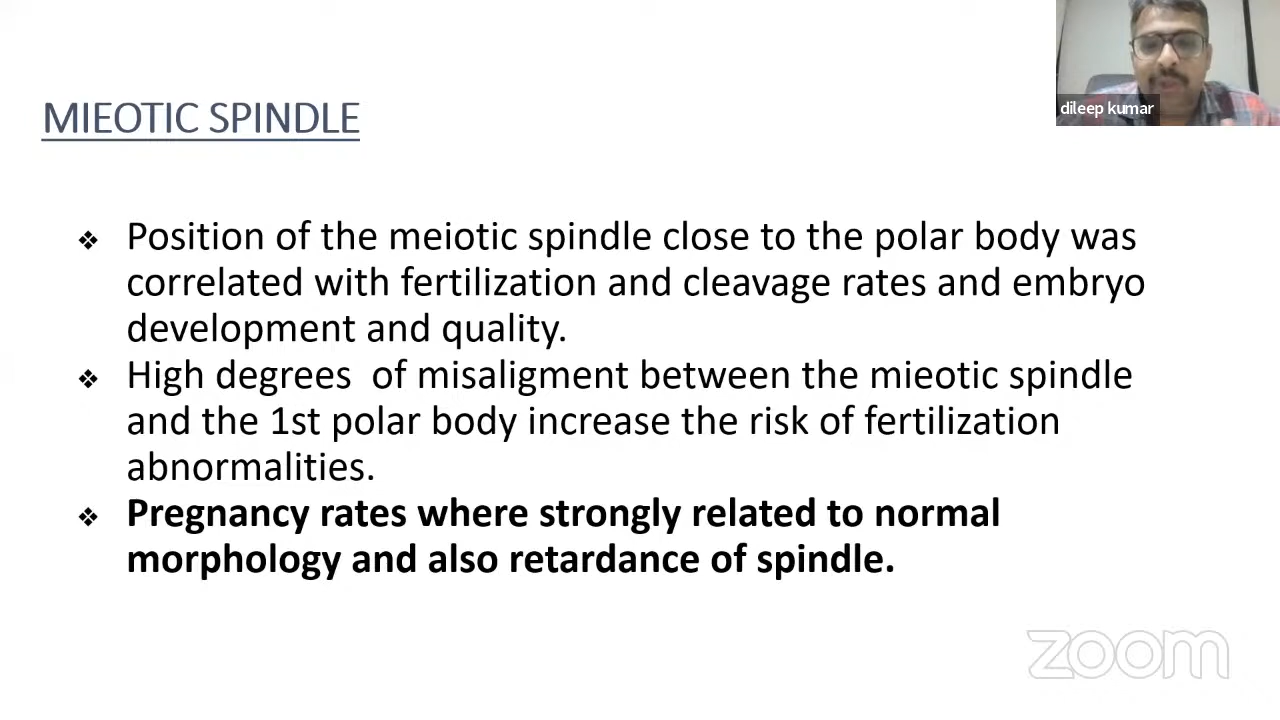 dileep kumar
MIEOTIC SPINDLE
❖ Position of the meiotic spindle close to the polar body was
correlated with fertilization and cleavage rates and embryo
development and quality.
❖ High degrees of misaligment between the mieotic spindle
and the 1st polar body increase the risk of fertilization
abnormalities.
❖ Pregnancy rates where strongly related to normal
morphology and also retardance of spindle.
zoom